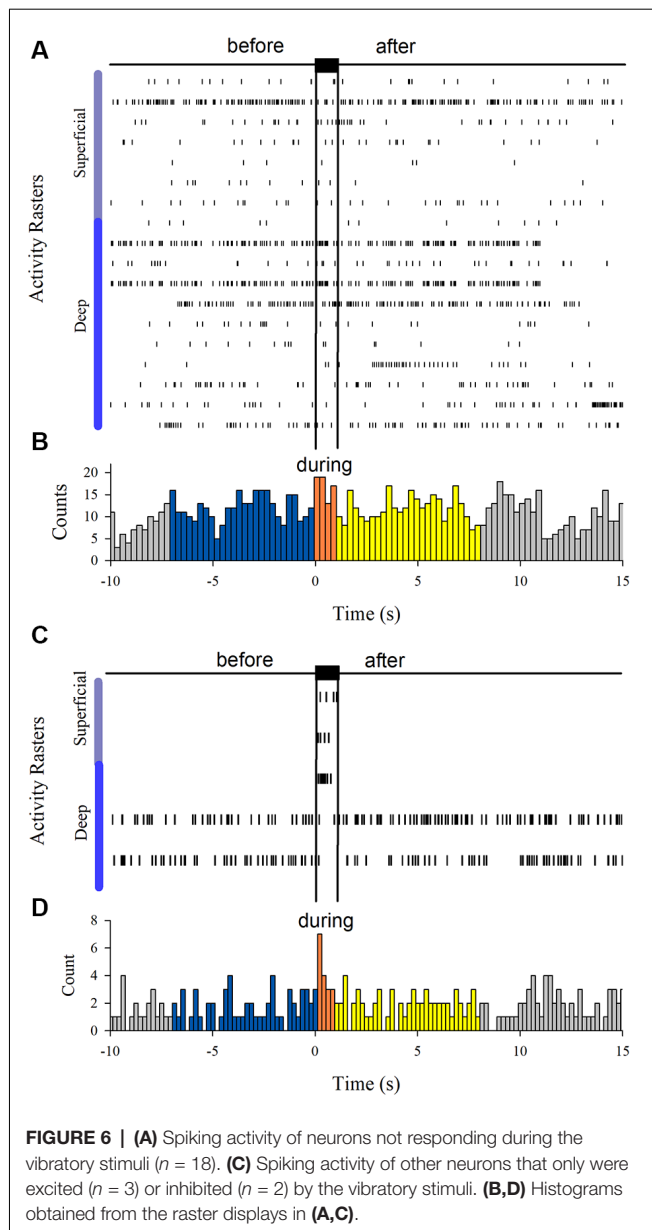 A
before
after
Superficial
Activity Rasters
Deep
B
during
20
15
Counts
10
5
0
-10
-5
0
5
10
15
Time (s)
C
before
after
Superficial
Activity Rasters
Deep
D
during
8
6
Count
4
2
0
-10
-5
0
5
10
15
Time (s)
FIGURE 6 | (A) Spiking activity of neurons not responding during the
vibratory stimuli (n = 18). (C) Spiking activity of other neurons that only were
excited (n = 3) or inhibited (n = 2) by the vibratory stimuli. (B,D) Histograms
obtained from the raster displays in (A,C).